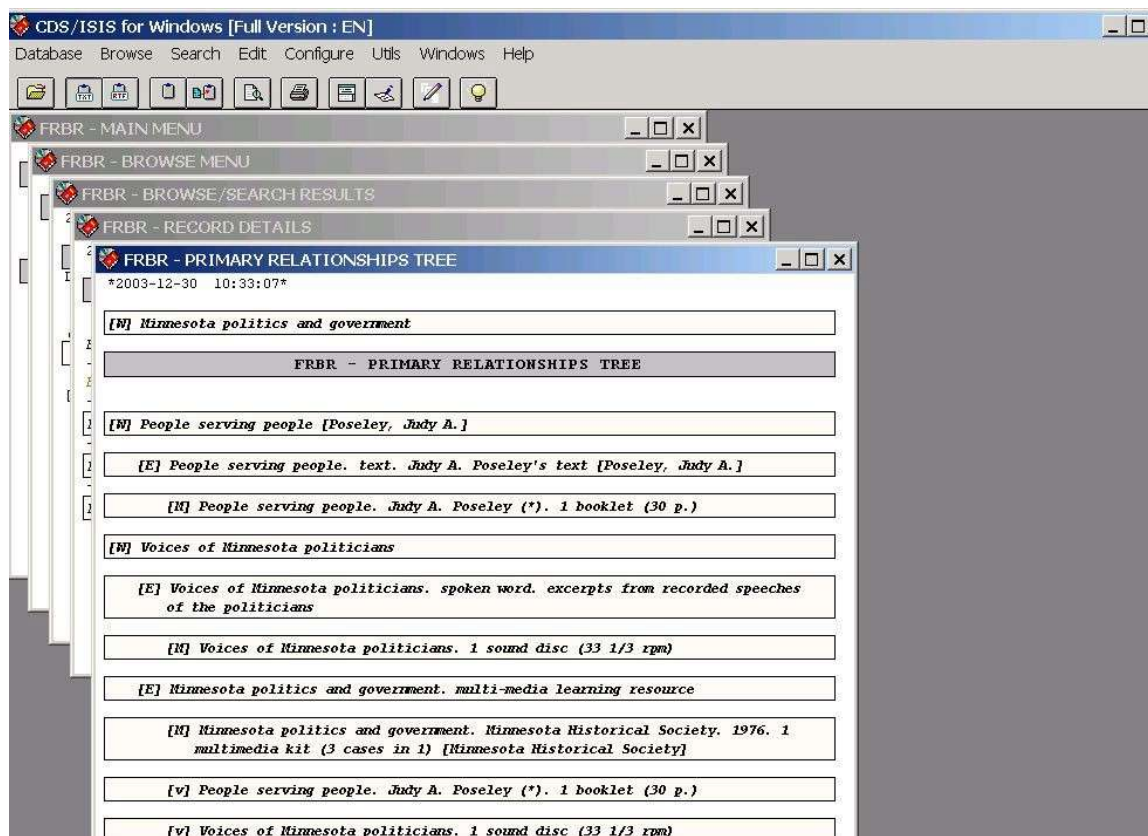 CDS/ISIS for Windows [Full Version : EN]
Database Browse Search Edit Configure Utils Windows Help
TXT RTF
FRBR - MAIN MENU
FRBR - BROWSE MENU
FRBR - BROWSE/SEARCH RESULTS
FRBR - RECORD DETAILS
FRBR - PRIMARY RELATIONSHIPS TREE
*2003-12-30 10:33:07*
[W] Minnesota politics and government
FRBR - PRIMARY RELATIONSHIPS TREE
[W] People serving people [Poseley, Judy A.]
[E] People serving people. text. Judy A. Poseley's text [Poseley, Judy A.]
[M] People serving people. Judy A. Poseley (*). 1 booklet (30 p.)
[W] Voices of Minnesota politicians
[E] Voices of Minnesota politicians. spoken word. excerpts from recorded speeches
of the politicians
[M] Voices of Minnesota politicians. 1 sound disc (33 1/3 rpm)
[E] Minnesota politics and government. multi-media learning resource
[M] Minnesota politics and government. Minnesota Historical Society. 1976. 1
multimedia kit (3 cases in 1) [Minnesota Historical Society]
[v] People serving people. Judy A. Poseley (*). 1 booklet (30 p.)
[v] Voices of Minnesota politicians. 1 sound disc (33 1/3 rpm)